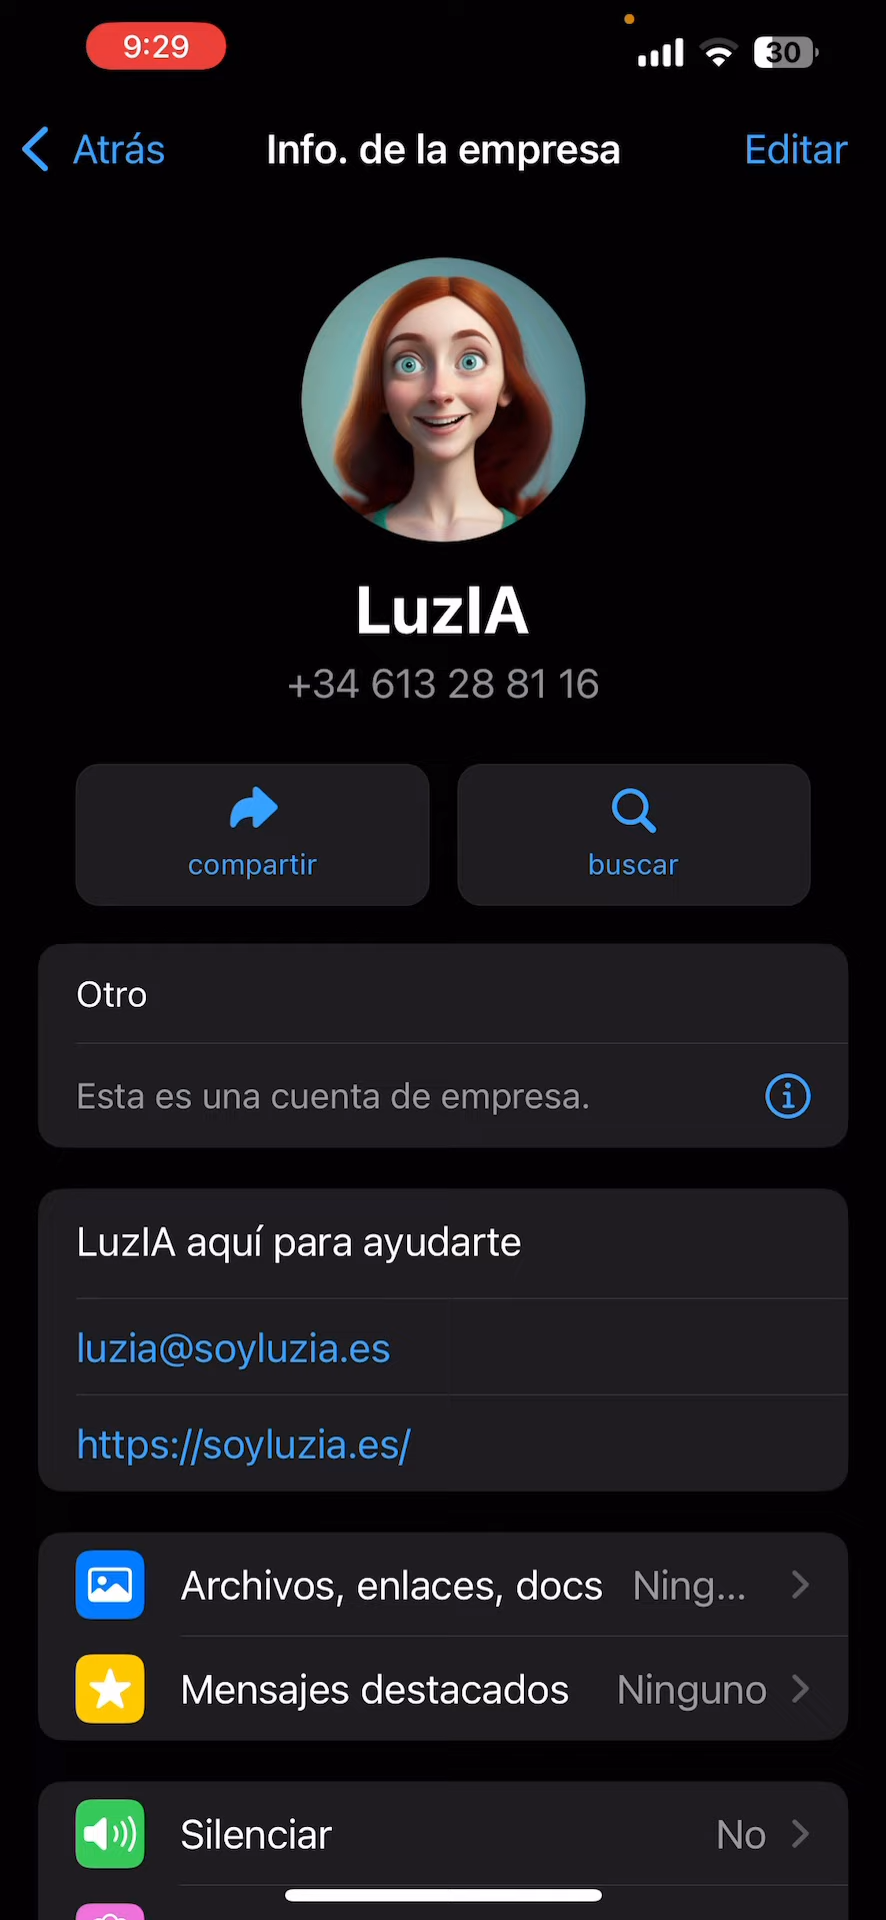 9:29
30
Atrás
Info. de la empresa
Editar
LuzIA
+34 613 28 81 16
compartir
buscar
Otro
Esta es una cuenta de empresa.
LuzIA aquí para ayudarte
luzia@soyluzia.es
https://soyluzia.es/
Archivos, enlaces, docs Ning...
Mensajes destacados Ninguno
Silenciar No